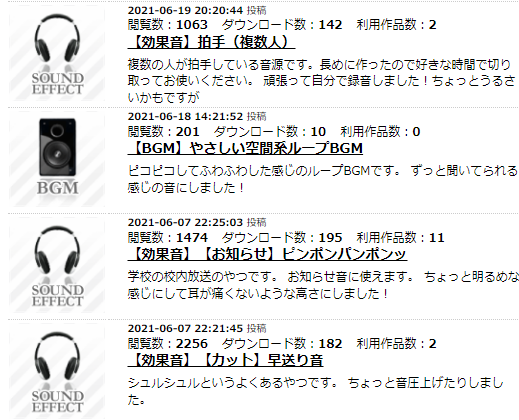 2021-06-19 20:20:44 投稿
閲覧数：1063 ダウンロード数：142 利用作品数：2
【効果音】拍手（複数人）
複数の人が拍手している音源です。長めに作ったので好きな時間で切り
取ってお使いください。 頑張って自分で録音しました！ちょっとうるさ
いかもですが
SOUND
EFFECT
2021-06-18 14:21:52 投稿
閲覧数：201 ダウンロード数：10 利用作品数：0
【BGM】やさしい空間系ループBGM
ピコピコしてふわふわした感じのループBGMです。 ずっと聞いてられる
感じの音にしました！
BGM
2021-06-07 22:25:03 投稿
閲覧数：1474 ダウンロード数：195 利用作品数：11
【効果音】【お知らせ】ピンポンパンポンッ
学校の校内放送のやつです。 お知らせ音に使えます。 ちょっと明るめな
感じにして耳が痛くないような高さにしました！
SOUND
EFFECT
2021-06-07 22:21:45 投稿
閲覧数：2256 ダウンロード数：182 利用作品数：2
【効果音】【カット】早送り音
シュルシュルというよくあるやつです。 ちょっと音圧上げたりしまし
た。
SOUND
EFFECT